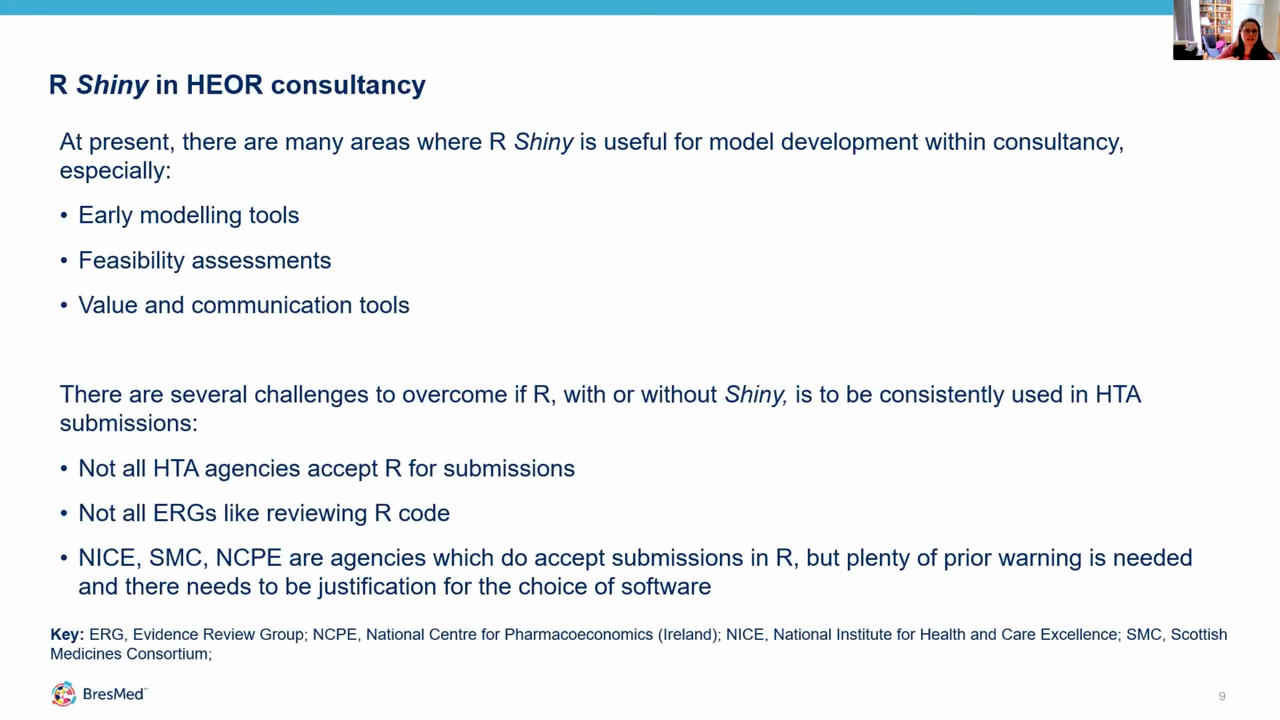 R Shiny in HEOR consultancy
At present, there are many areas where R Shiny is useful for model development within consultancy,
especially:
• Early modelling tools
• Feasibility assessments
• Value and communication tools
There are several challenges to overcome if R, with or without Shiny, is to be consistently used in HTA
submissions:
• Not all HTA agencies accept R for submissions
• Not all ERGs like reviewing R code
• NICE, SMC, NCPE are agencies which do accept submissions in R, but plenty of prior warning is needed
and there needs to be justification for the choice of software
Key: ERG, Evidence Review Group; NCPE, National Centre for Pharmacoeconomics (Ireland); NICE, National Institute for Health and Care Excellence; SMC, Scottish
Medicines Consortium;
BresMed™
9